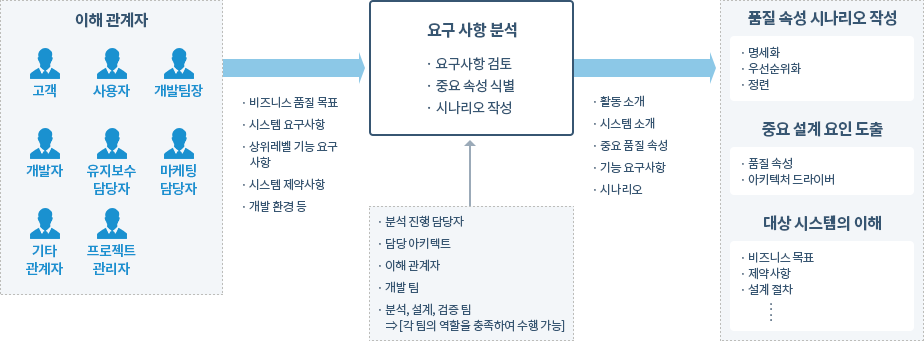 이해 관계자
고객
사용자
개발팀장
개발자
유지보수
담당자
마케팅
담당자
기타
관계자
프로젝트
관리자
· 비즈니스 품질 목표
· 시스템 요구사항
· 상위레벨 기능 요구
사항
· 시스템 제약사항
· 개발 환경 등
요구 사항 분석
· 요구사항 검토
· 중요 속성 식별
· 시나리오 작성
· 분석 진행 담당자
· 담당 아키텍트
· 이해 관계자
· 개발 팀
· 분석, 설계, 검증 팀
⇒ [각 팀의 역할을 충족하여 수행 가능]
· 활동 소개
· 시스템 소개
· 중요 품질 속성
· 기능 요구사항
· 시나리오
품질 속성 시나리오 작성
· 명세화
· 우선순위화
· 정련
중요 설계 요인 도출
· 품질 속성
· 아키텍처 드라이버
대상 시스템의 이해
· 비즈니스 목표
· 제약사항
· 설계 절차
⋮